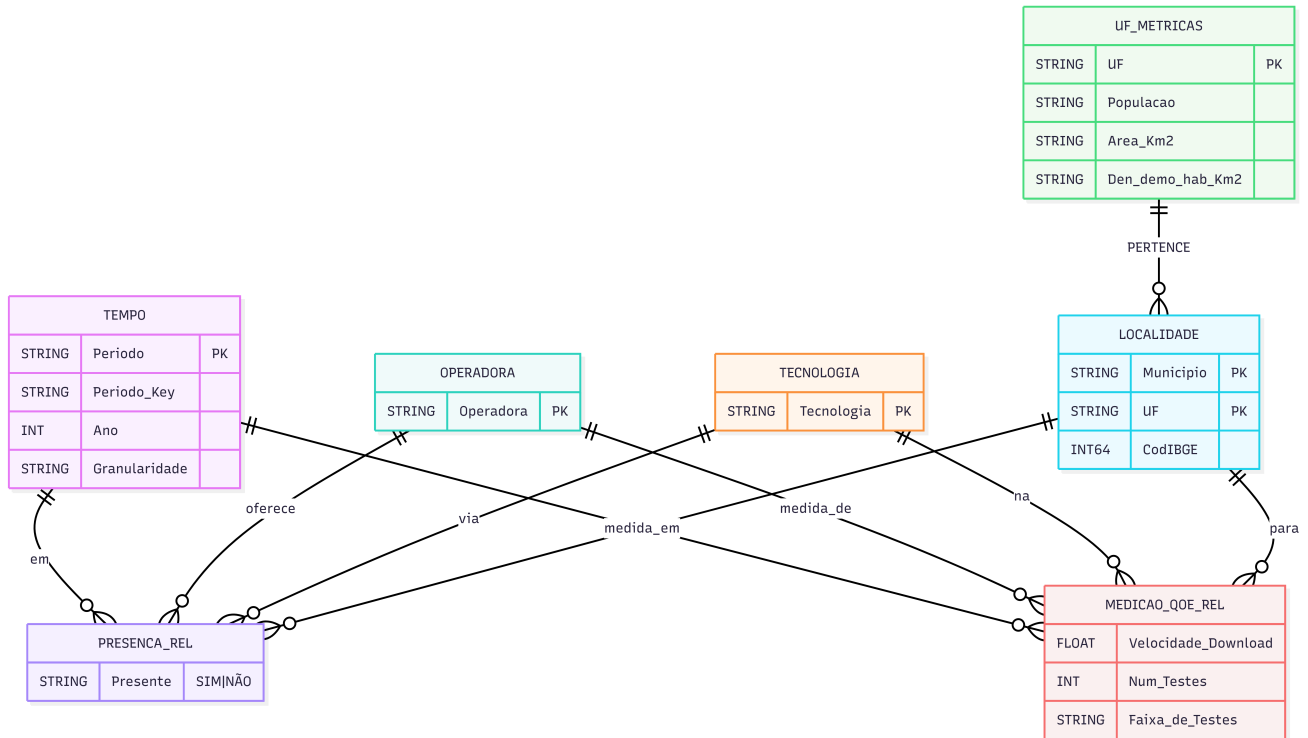 UF_METRICAS
STRING UF PK
STRING Populacao
STRING Area_Km2
STRING Den_demo_hab_Km2
PERTENCE
TEMPO
STRING Periodo PK
STRING Periodo_Key
INT Ano
STRING Granularidade
OPERADORA
STRING Operadora PK
TECNOLOGIA
STRING Tecnologia PK
LOCALIDADE
STRING Municipio PK
STRING UF PK
INT64 CodIBGE
em
oferece
via
medida_em
medida_de
na
para
PRESENCA_REL
STRING Presente SIM|NÃO
MEDICAO_QOE_REL
FLOAT Velocidade_Download
INT Num_Testes
STRING Faixa_de_Testes